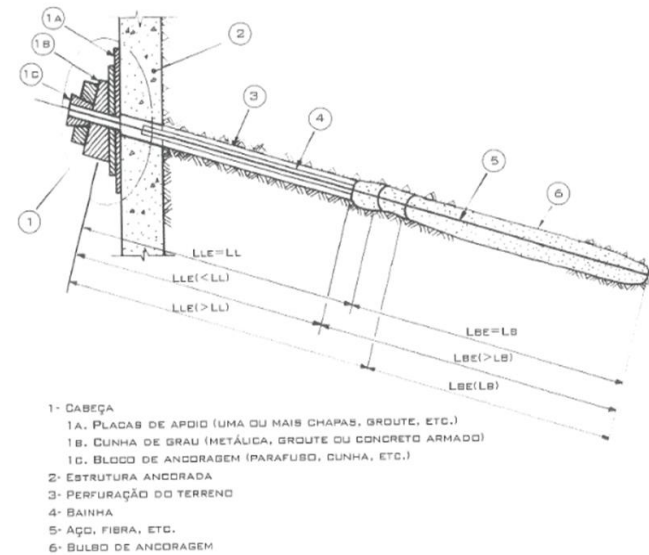 1A
1B
1C
2
3
4
5
6
1
LLE=LL
LLE(<LL)
LLE(>LL)
LBE=LB
LBE(>LB)
LBE(LB)
1- CABEÇA
1A. PLACAS DE APOIO (UMA OU MAIS CHAPAS, GROUTE, ETC.)
1B. CUNHA DE GRAU (METÁLICA, GROUTE OU CONCRETO ARMADO)
1C. BLOCO DE ANCORAGEM (PARAFUSO, CUNHA, ETC.)
2- ESTRUTURA ANCORADA
3- PERFURAÇÃO DO TERRENO
4- BAINHA
5- AÇO, FIBRA, ETC.
6- BULBO DE ANCORAGEM